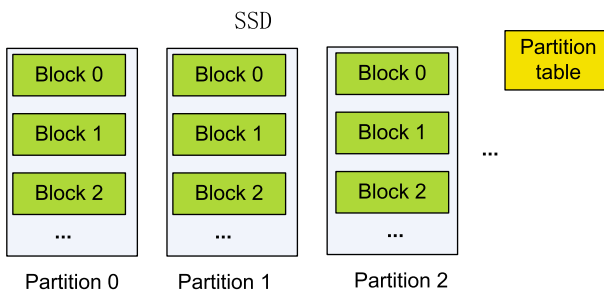 SSD
Partition
table
Block 0
Block 1
Block 2
...
Partition 0
Block 0
Block 1
Block 2
...
Partition 1
Block 0
Block 1
Block 2
...
Partition 2
...